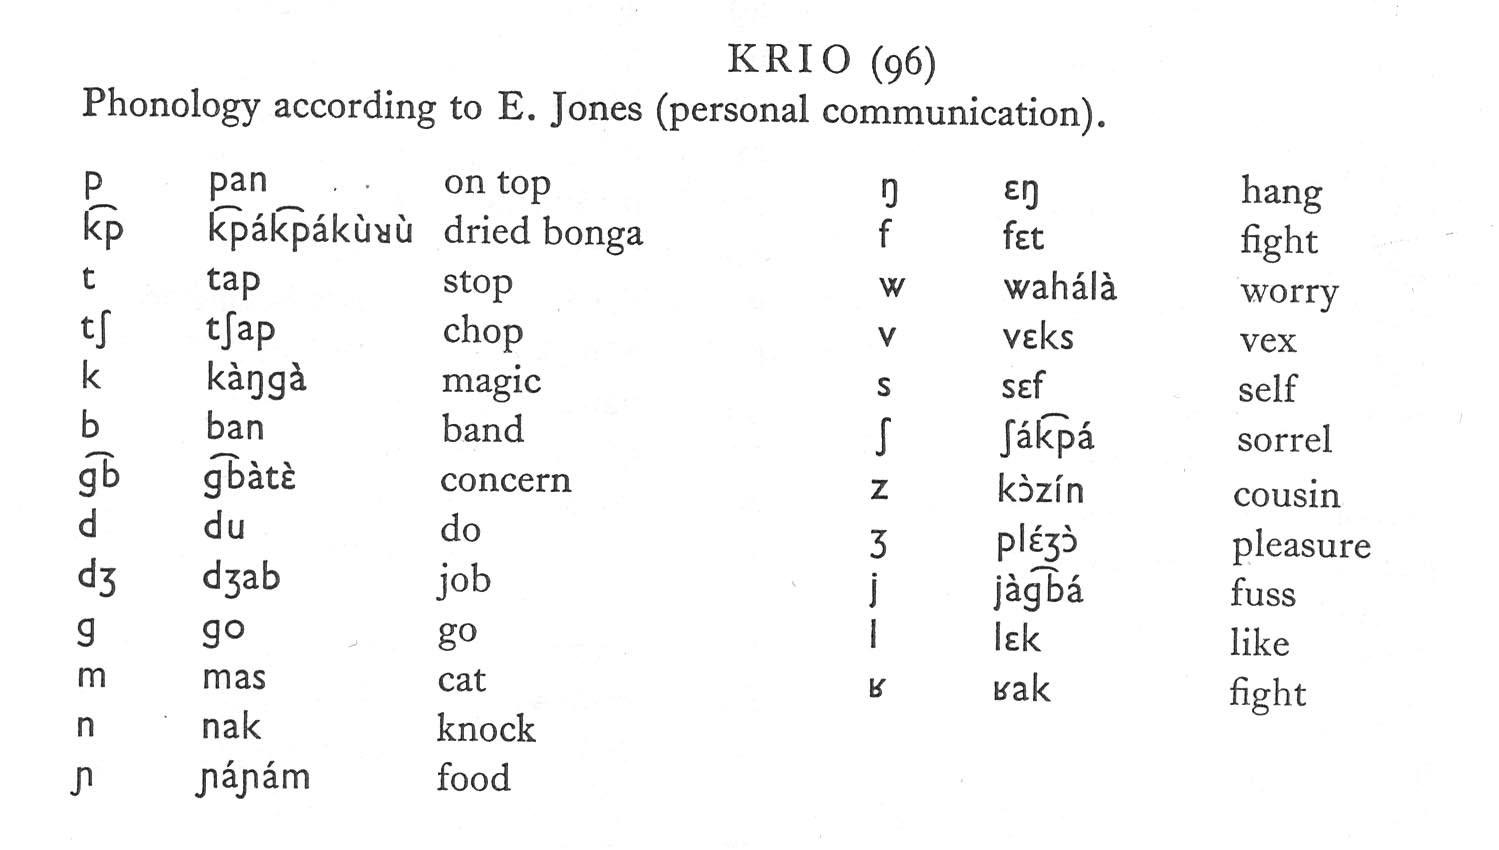 KRIO (96)
Phonology according to E. Jones (personal communication).
p pan on top
k͡p k͡pák͡pákùᴙù dried bonga
t tap stop
tʃ tʃap chop
k kàŋgà magic
b ban band
g͡b g͡bàtɛ̀ concern
d du do
dʒ dʒab job
g go go
m mas cat
n nak knock
ɲ ɲáɲám food
ŋ ɛŋ hang
f fɛt fight
w wahálà worry
v vɛks vex
s sɛf self
ʃ ʃák͡pá sorrel
z kɔ̀zín cousin
ʒ plɛ́ʒɔ̀ pleasure
j jàg͡bá fuss
l lɛk like
ʁ ʁak fight